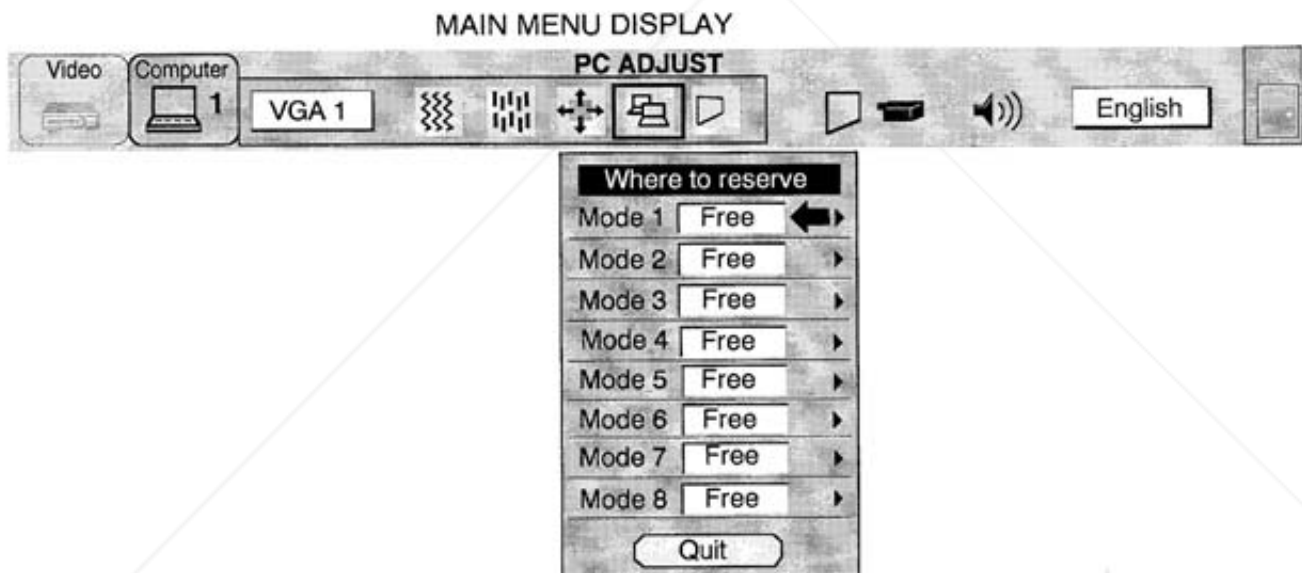 MAIN MENU DISPLAY
PC ADJUST
Video
Computer
1
VGA 1
English
Where to reserve
Mode 1 Free
Mode 2 Free
Mode 3 Free
Mode 4 Free
Mode 5 Free
Mode 6 Free
Mode 7 Free
Mode 8 Free
Quit